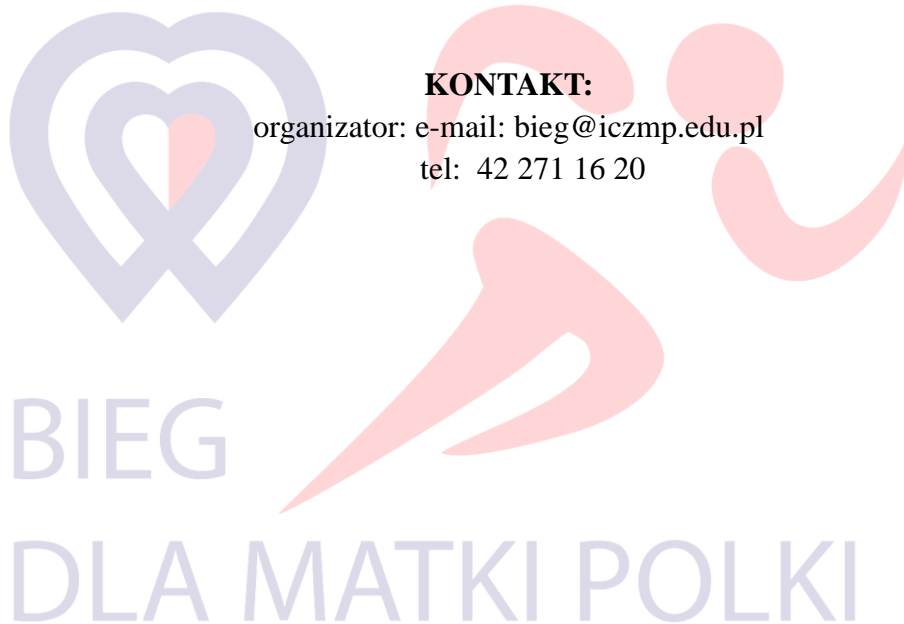 KONTAKT:
organizator: e-mail: bieg@iczmp.edu.pl
tel: 42 271 16 20
BIEG
DLA MATKI POLKI